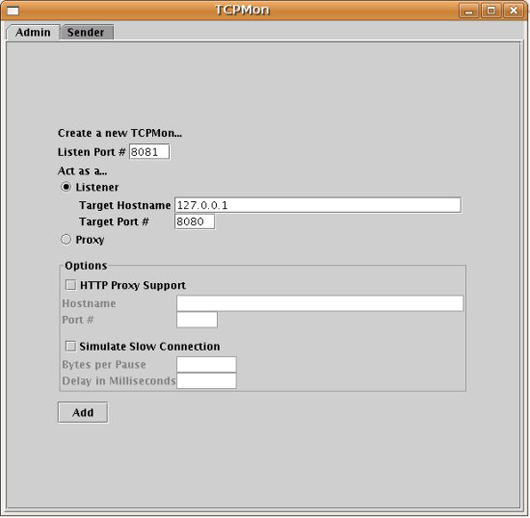 TCPMon
Admin Sender
Create a new TCPMon...
Listen Port # 8081
Act as a...
Listener
Target Hostname 127.0.0.1
Target Port # 8080
Proxy
Options
HTTP Proxy Support
Hostname
Port #
Simulate Slow Connection
Bytes per Pause
Delay in Milliseconds
Add